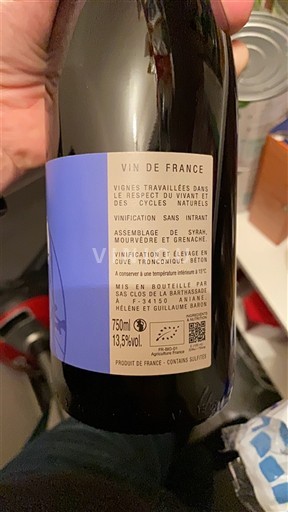 VIN DE FRANCE
VIGNES TRAVAILLÉES DANS
LE RESPECT DU VIVANT ET
DES CYCLES NATURELS
VINIFICATION SANS INTRANT
ASSEMBLAGE DE SYRAH,
MOURVÈDRE ET GRENACHE.
VINIFICATION ET ÉLEVAGE EN
CUVE TRONCONIQUE BÉTON
A conserver à une température inférieure à 15°C
MIS EN BOUTEILLE PAR
SAS CLOS DE LA BARTHASSADE
À F-34150 ANIANE,
HÉLÈNE ET GUILLAUME BARON
750ml
13,5%vol.
FR-BIO-01
Agriculture France
INGREDIENTS
& NUTRITION
PRODUIT DE FRANCE - CONTAINS SULFITES